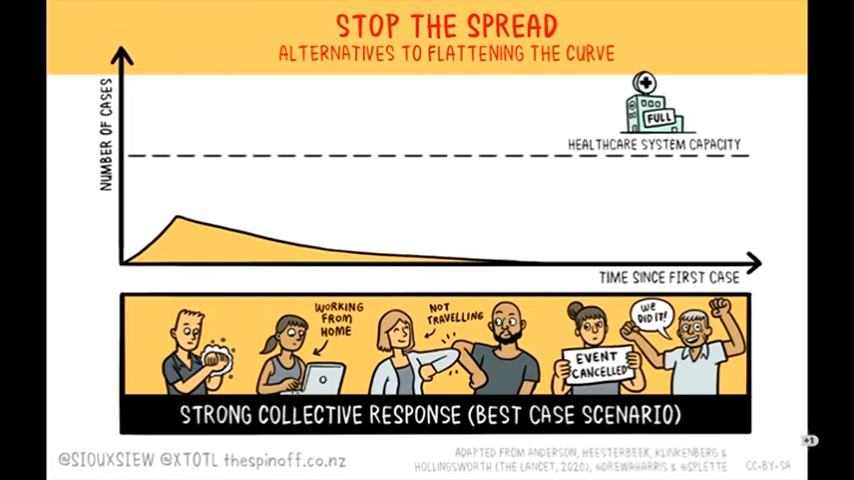 STOP THE SPREAD
ALTERNATIVES TO FLATTENING THE CURVE
NUMBER OF CASES
FULL
HEALTHCARE SYSTEM CAPACITY
TIME SINCE FIRST CASE
WORKING
FROM
HOME
NOT
TRAVELLING
EVENT
CANCELLED
WE
DID IT!
STRONG COLLECTIVE RESPONSE (BEST CASE SCENARIO)
+1
@SIOUXSIEW @XTOTL thespinoff.co.nz
ADAPTED FROM ANDERSON, HEESTERBEEK, KLINKENBERG &
HOLLINGSWORTH (THE LANCET, 2020), @DREWAHARRIS & @SPLETTE
CC-BY-SA